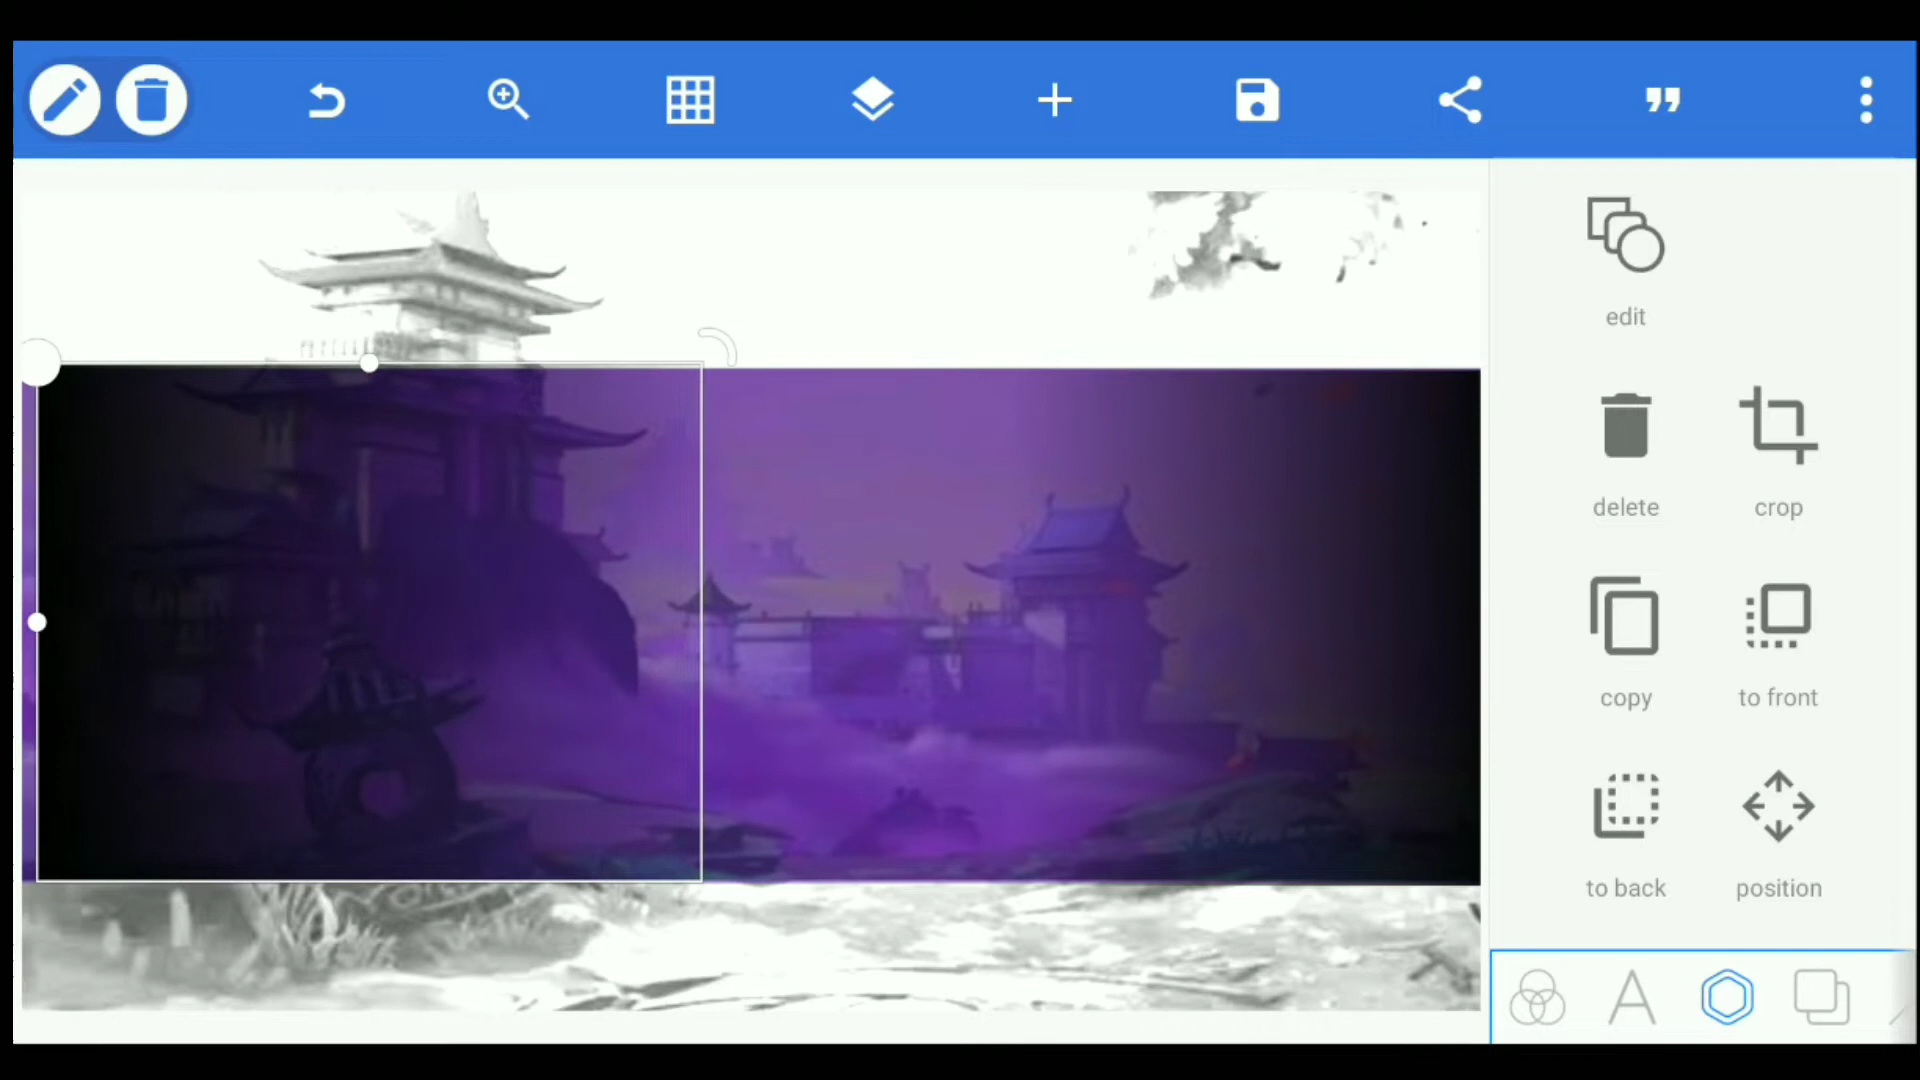 edit
delete
crop
copy
to front
to back
position